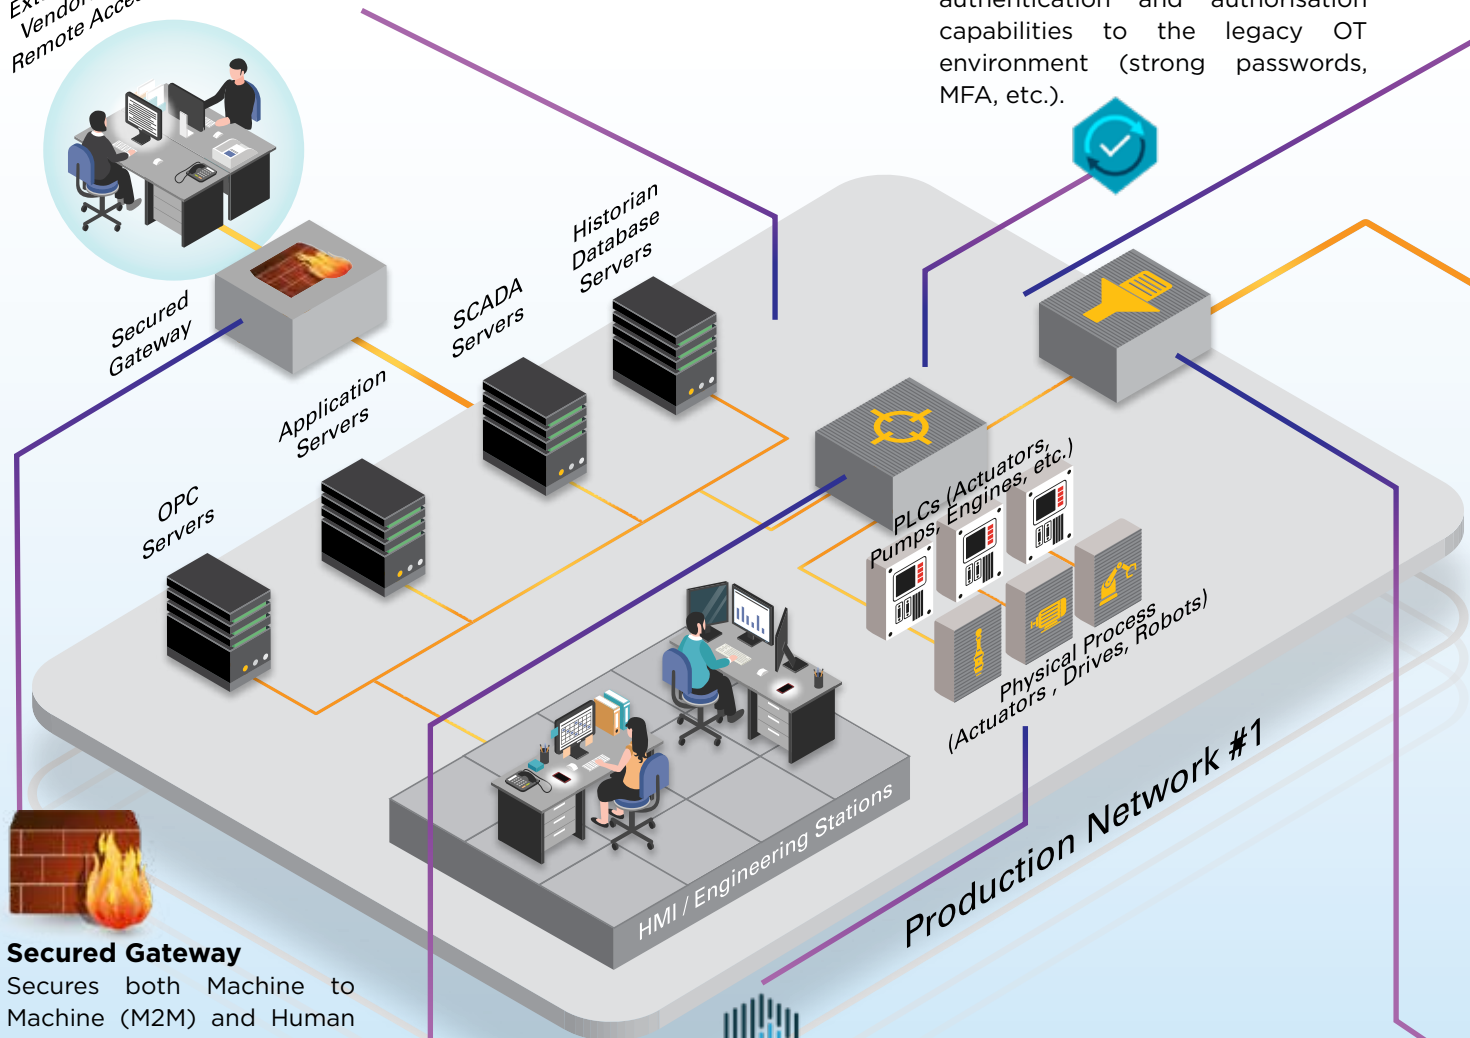 Vendor
Remote Acce
authentication and authorisation
capabilities to the legacy OT
environment (strong passwords,
MFA, etc.).
Historian
Database
Servers
SCADA
Servers
Secured
Gateway
Application
Servers
OPC
Servers
PLCs (Actuators,
Pumps, Engines, etc.)
Physical Process
(Actuators , Drives, Robots)
HMI / Engineering Stations
Production Network #1
Secured Gateway
Secures both Machine to
Machine (M2M) and Human